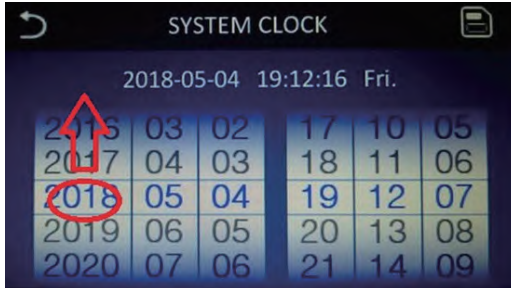 SYSTEM CLOCK
2018-05-04 19:12:16 Fri.
2016 03 02 17 10 05
2017 04 03 18 11 06
2018 05 04 19 12 07
2019 06 05 20 13 08
2020 07 06 21 14 09